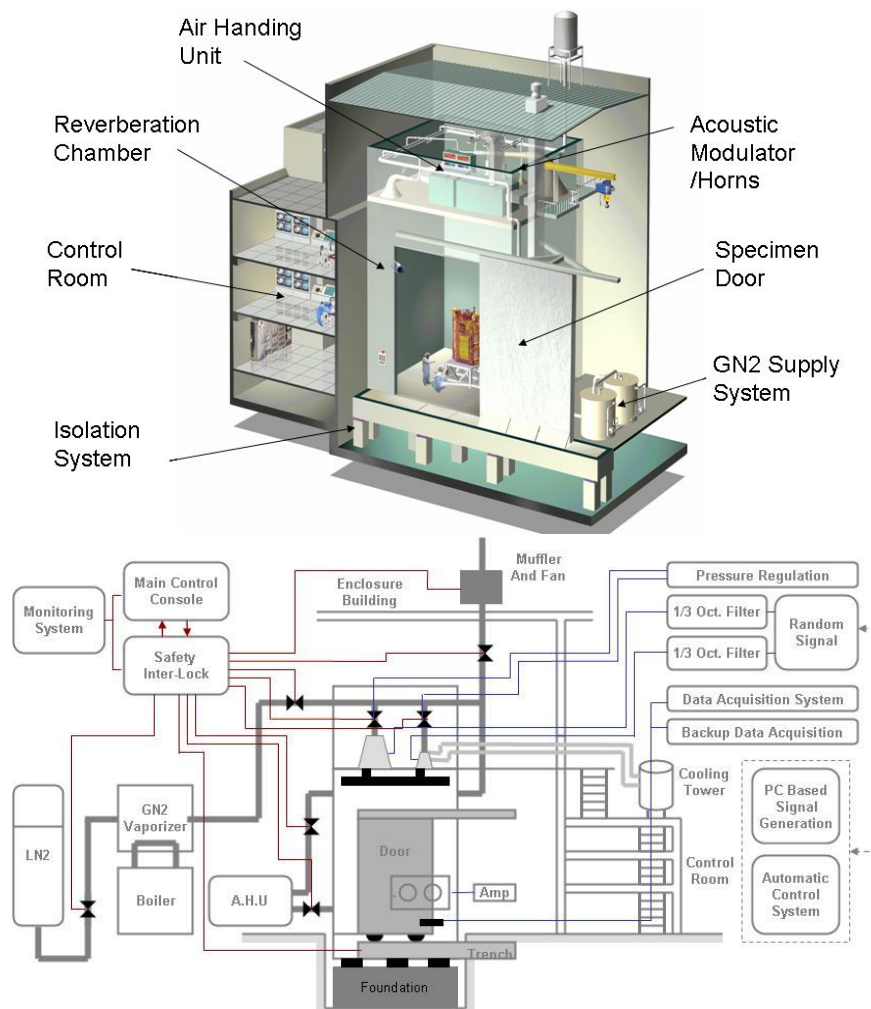 Air Handing
Unit
Reverberation
Chamber
Acoustic
Modulator
/Horns
Control
Room
Specimen
Door
GN2 Supply
System
Isolation
System
Muffler
And Fan
Enclosure
Building
Pressure Regulation
Main Control
Console
Monitoring
System
1/3 Oct. Filter
Random
Signal
1/3 Oct. Filter
Safety
Inter-Lock
Data Acquisition System
Backup Data Acquisition
Cooling
Tower
PC Based
Signal
Generation
GN2
Vaporizer
LN2
Door
Control
Room
Boiler
A.H.U
Amp
Automatic
Control
System
Trench
Foundation